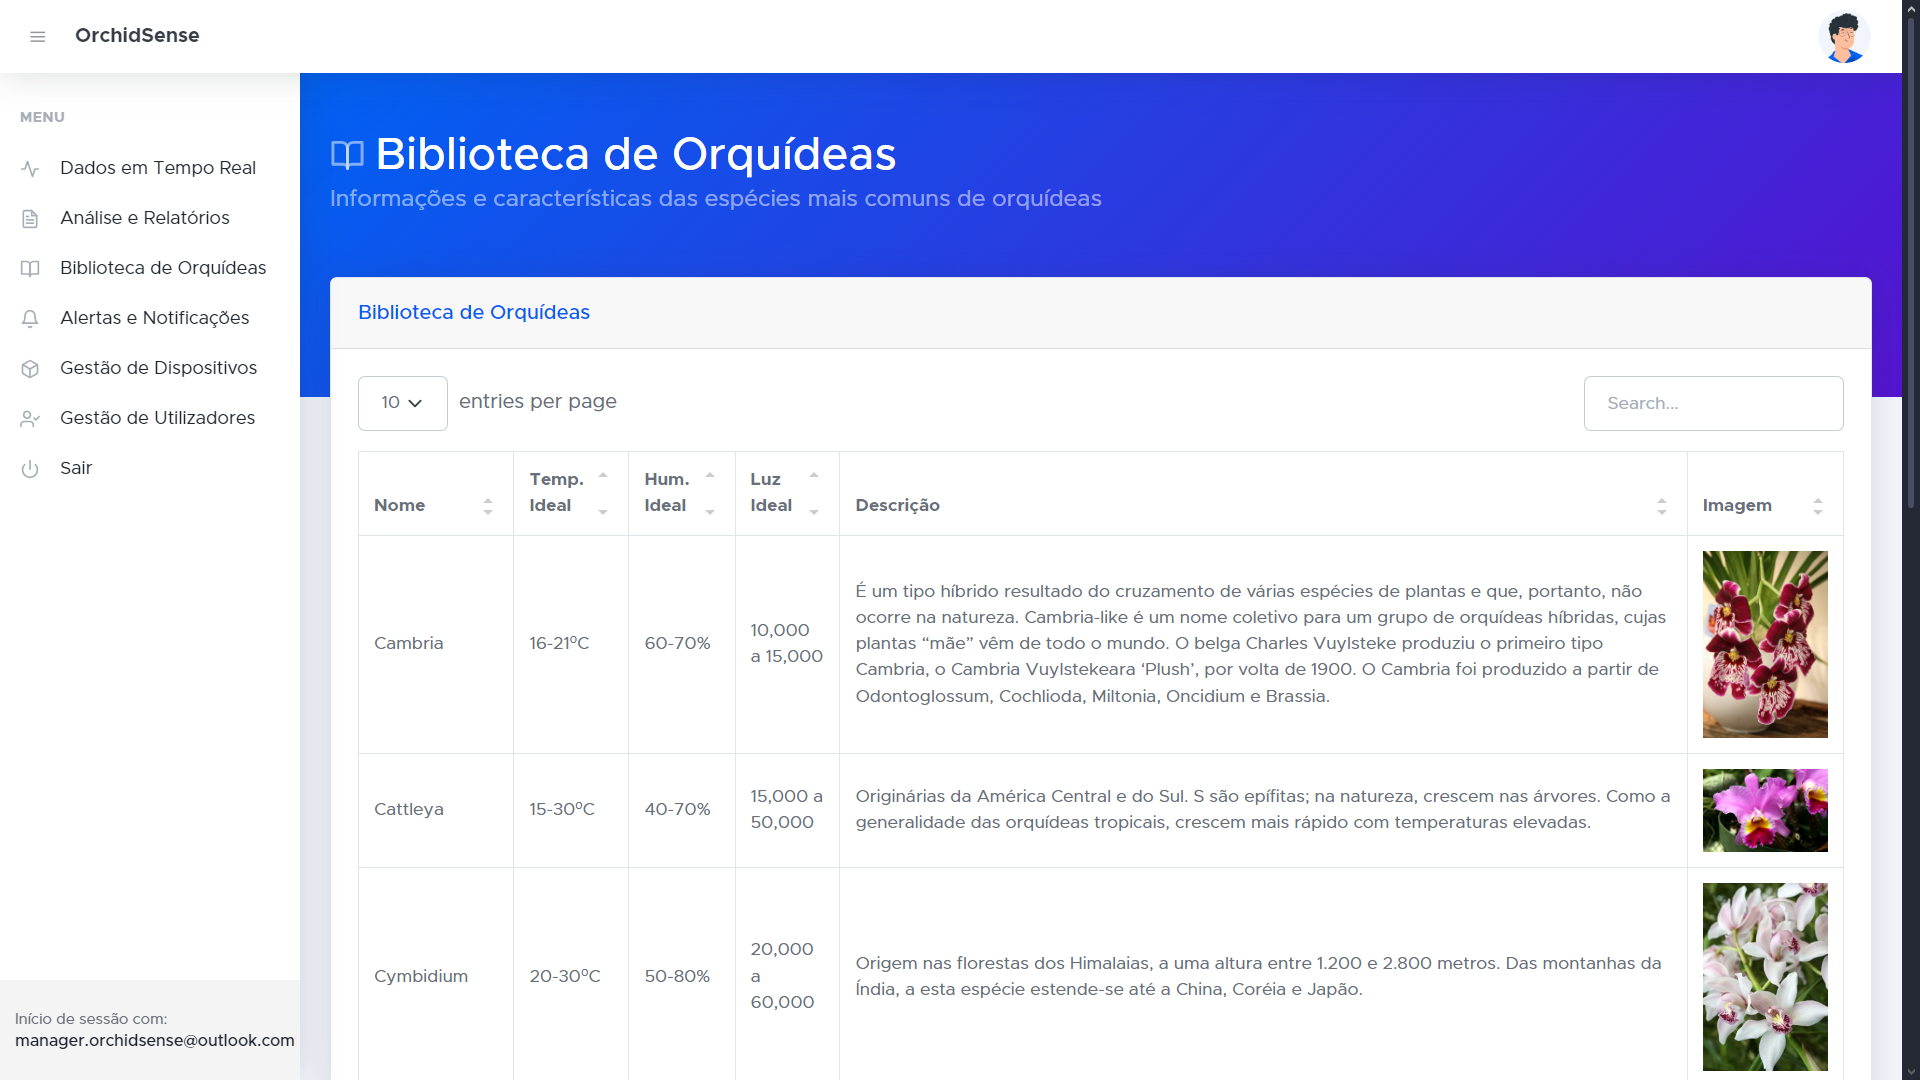 OrchidSense
MENU
Dados em Tempo Real
Análise e Relatórios
Biblioteca de Orquídeas
Alertas e Notificações
Gestão de Dispositivos
Gestão de Utilizadores
Sair
Início de sessão com:
manager.orchidsense@outlook.com
Biblioteca de Orquídeas
Informações e características das espécies mais comuns de orquídeas
Biblioteca de Orquídeas
10 entries per page
Search...
Nome
Temp.
Ideal
Hum.
Ideal
Luz
Ideal
Descrição
Imagem
Cambria
16-21ºC
60-70%
10,000
a 15,000
É um tipo híbrido resultado do cruzamento de várias espécies de plantas e que, portanto, não
ocorre na natureza. Cambria-like é um nome coletivo para um grupo de orquídeas híbridas, cujas
plantas “mãe” vêm de todo o mundo. O belga Charles Vuylsteke produziu o primeiro tipo
Cambria, o Cambria Vuylstekeara ‘Plush’, por volta de 1900. O Cambria foi produzido a partir de
Odontoglossum, Cochlioda, Miltonia, Oncidium e Brassia.
Cattleya
15-30ºC
40-70%
15,000 a
50,000
Originárias da América Central e do Sul. S são epífitas; na natureza, crescem nas árvores. Como a
generalidade das orquídeas tropicais, crescem mais rápido com temperaturas elevadas.
Cymbidium
20-30ºC
50-80%
20,000
a
60,000
Origem nas florestas dos Himalaias, a uma altura entre 1.200 e 2.800 metros. Das montanhas da
Índia, a esta espécie estende-se até a China, Coréia e Japão.